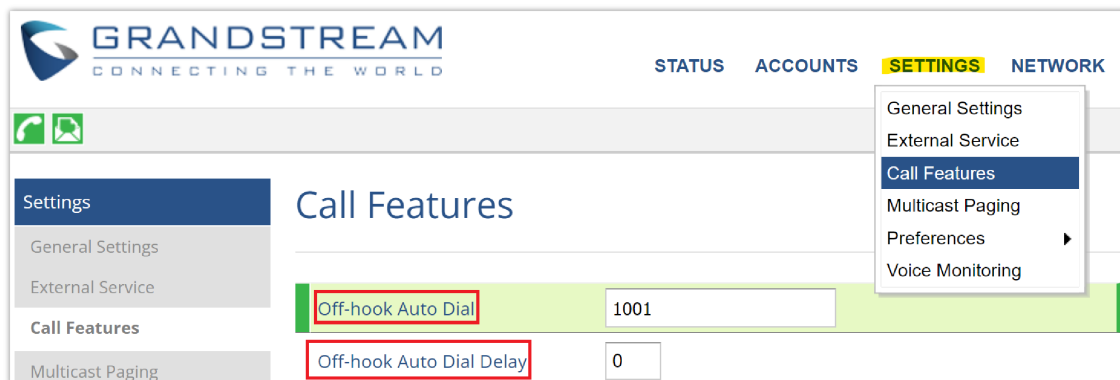 GRANDSTREAM
CONNECTING THE WORLD
STATUS ACCOUNTS SETTINGS NETWORK
General Settings
External Service
Call Features
Multicast Paging
Preferences
Voice Monitoring
Settings
General Settings
External Service
Call Features
Multicast Paging
Call Features
Off-hook Auto Dial 1001
Off-hook Auto Dial Delay 0